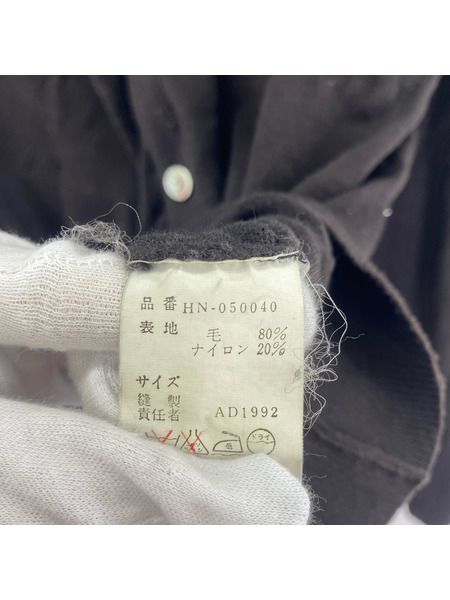 品番 HN-050040
表地 毛 80%
ナイロン 20%
サイズ
縫製
責任者 AD1992
低 ドライ